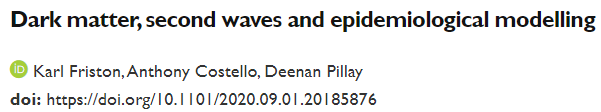 Dark matter, second waves and epidemiological modelling
iD Karl Friston, Anthony Costello, Deenan Pillay
doi: https://doi.org/10.1101/2020.09.01.20185876